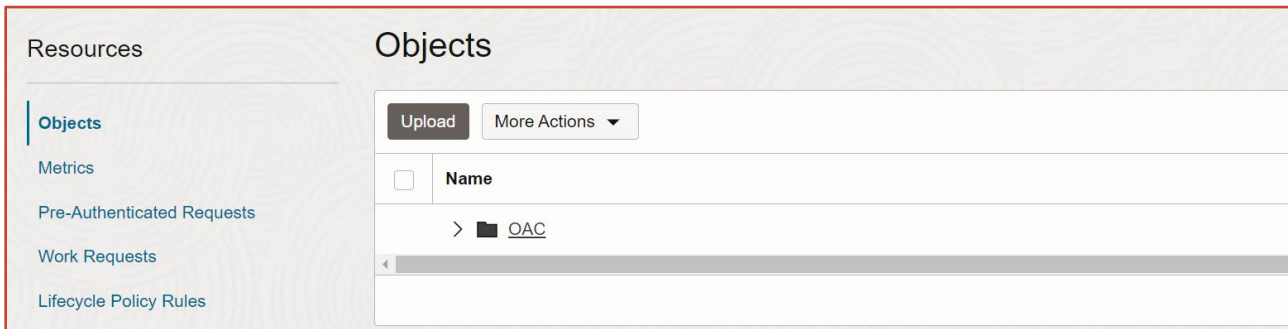 Resources
Objects
Metrics
Pre-Authenticated Requests
Work Requests
Lifecycle Policy Rules
Objects
Upload More Actions
Name
OAC